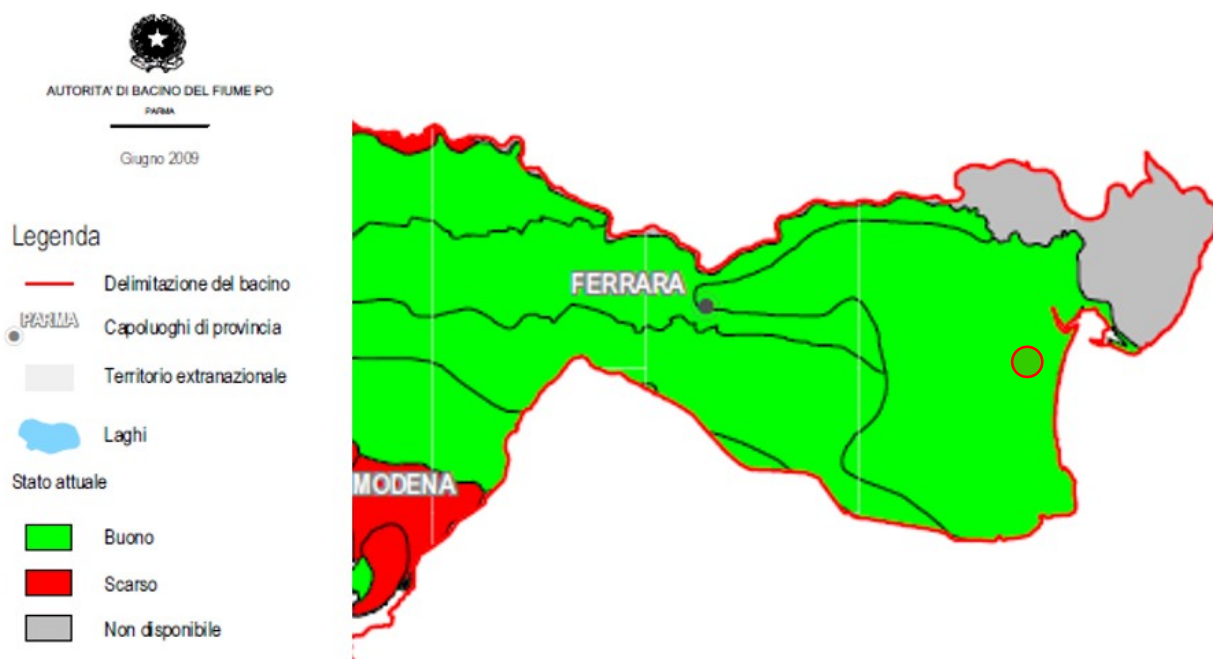 AUTORITA' DI BACINO DEL FIUME PO
PARMA
Giugno 2009
Legenda
Delimitazione del bacino
PARMA
Capoluoghi di provincia
Territorio extranazionale
Laghi
Stato attuale
Buono
Scarso
Non disponibile
FERRARA
MODENA